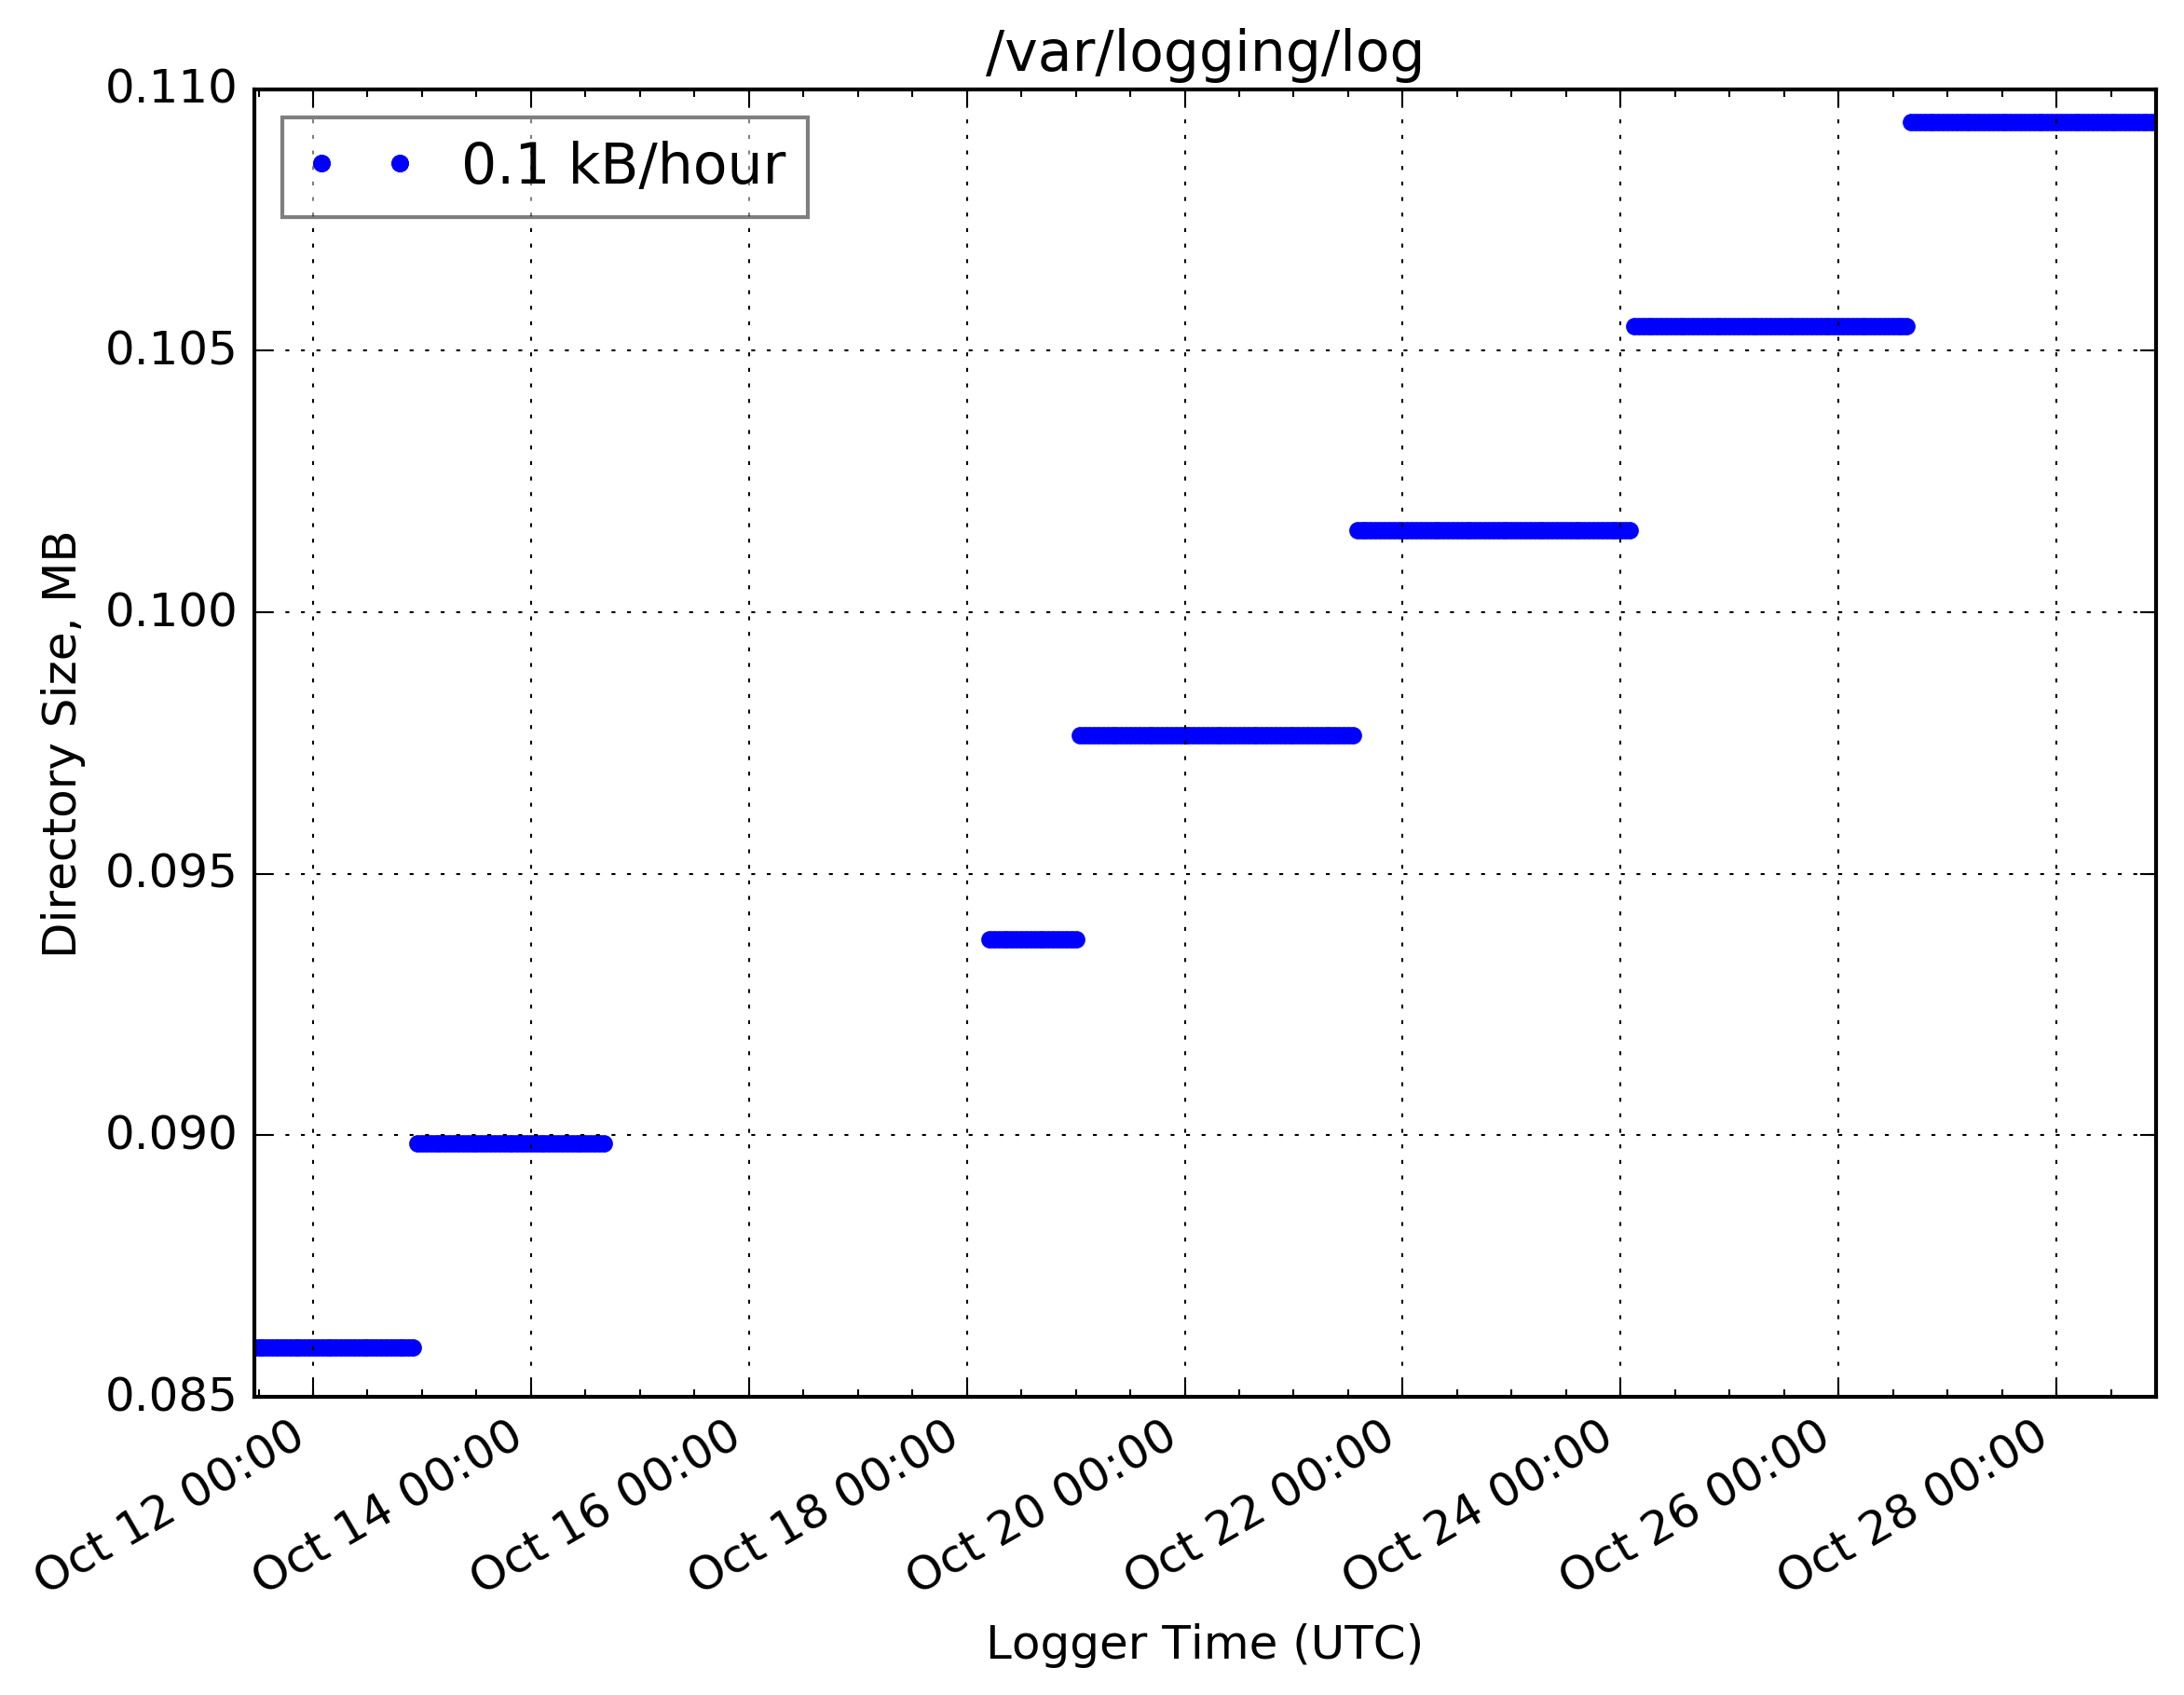 /var/logging/log
0.1 kB/hour
0.110
0.105
0.100
0.095
0.090
0.085
Directory Size, MB
Oct 12 00:00
Oct 14 00:00
Oct 16 00:00
Oct 18 00:00
Oct 20 00:00
Oct 22 00:00
Oct 24 00:00
Oct 26 00:00
Oct 28 00:00
Logger Time (UTC)